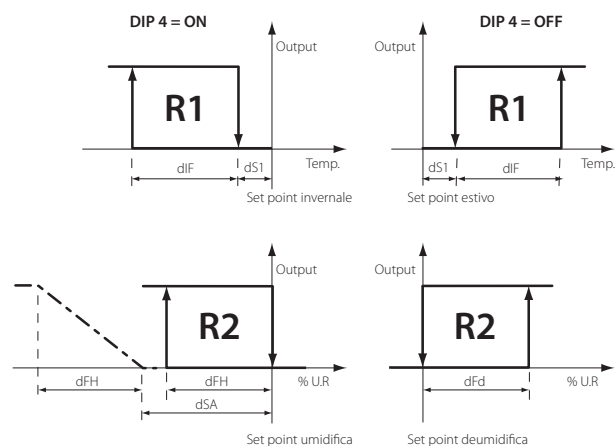 DIP 4 = ON
DIP 4 = OFF
Output
Output
R1
R1
Temp.
Temp.
dIF
dS1
dS1
dIF
Set point invernale
Set point estivo
Output
Output
R2
R2
dFH
dFH
% U.R
dFd
% U.R
dSA
Set point umidifica
Set point deumidifica